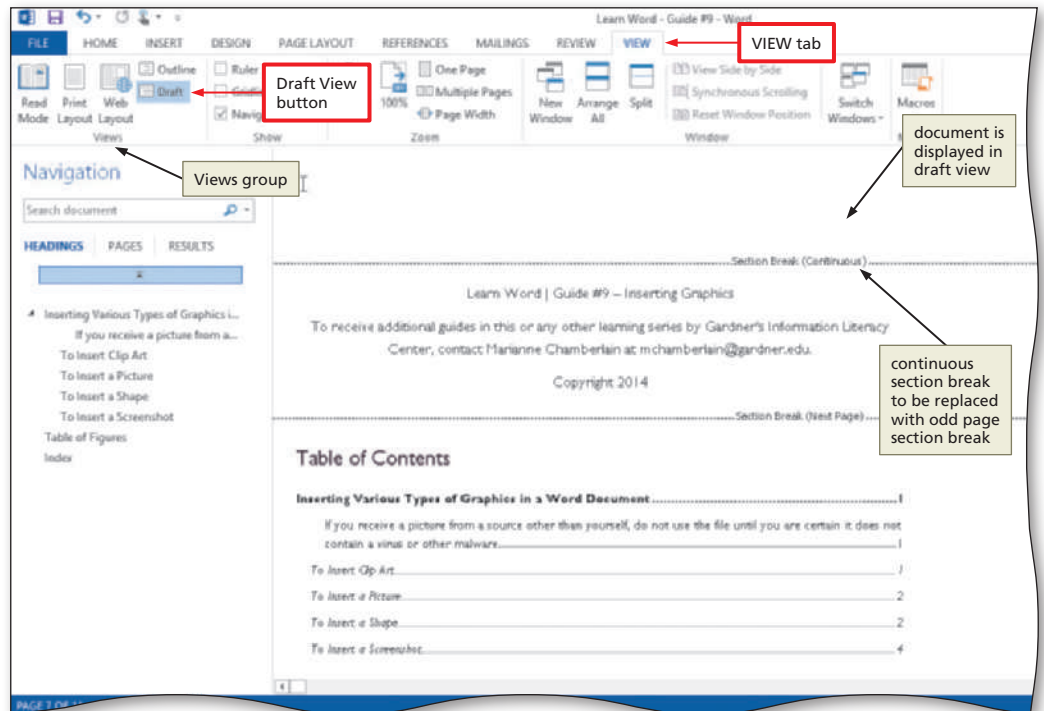 Learn Word - Guide #9 - Word
FILE HOME INSERT DESIGN PAGE LAYOUT REFERENCES MAILINGS REVIEW VIEW
VIEW tab
Read Mode
Print Layout
Web Layout
Outline
Draft
Views
Ruler
Navig
Show
Draft View
button
100%
One Page
Multiple Pages
Page Width
Zoom
New Window
Arrange All
Split
View Side by Side
Synchronous Scrolling
Reset Window Position
Window
Switch Windows
Macros
document is
displayed in
draft view
Views group
Navigation
Search document
HEADINGS PAGES RESULTS
Inserting Various Types of Graphics i...
If you receive a picture from a...
To Insert Clip Art
To Insert a Picture
To Insert a Shape
To Insert a Screenshot
Table of Figures
Index
Section Break (Continuous)
Learn Word | Guide #9 – Inserting Graphics
To receive additional guides in this or any other learning series by Gardner's Information Literacy
Center, contact Marianne Chamberlain at mchamberlain@gardner.edu.
Copyright 2014
continuous
section break
to be replaced
with odd page
section break
Section Break (Next Page)
Table of Contents
Inserting Various Types of Graphics in a Word Document 1
If you receive a picture from a source other than yourself, do not use the file until you are certain it does not
contain a virus or other malware 1
To Insert Clip Art 1
To Insert a Picture 2
To Insert a Shape 2
To Insert a Screenshot 4